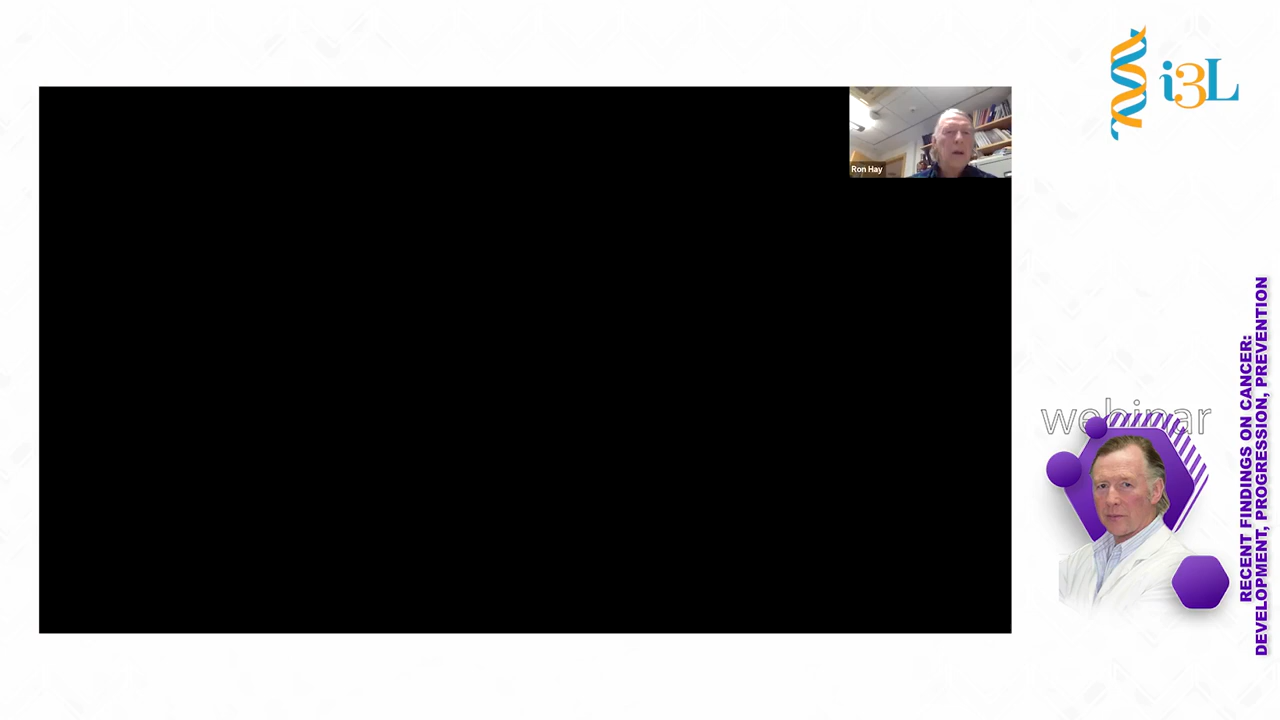 i3L
Ron Hay
webinar
RECENT FINDINGS ON CANCER:
DEVELOPMENT, PROGRESSION, PREVENTION